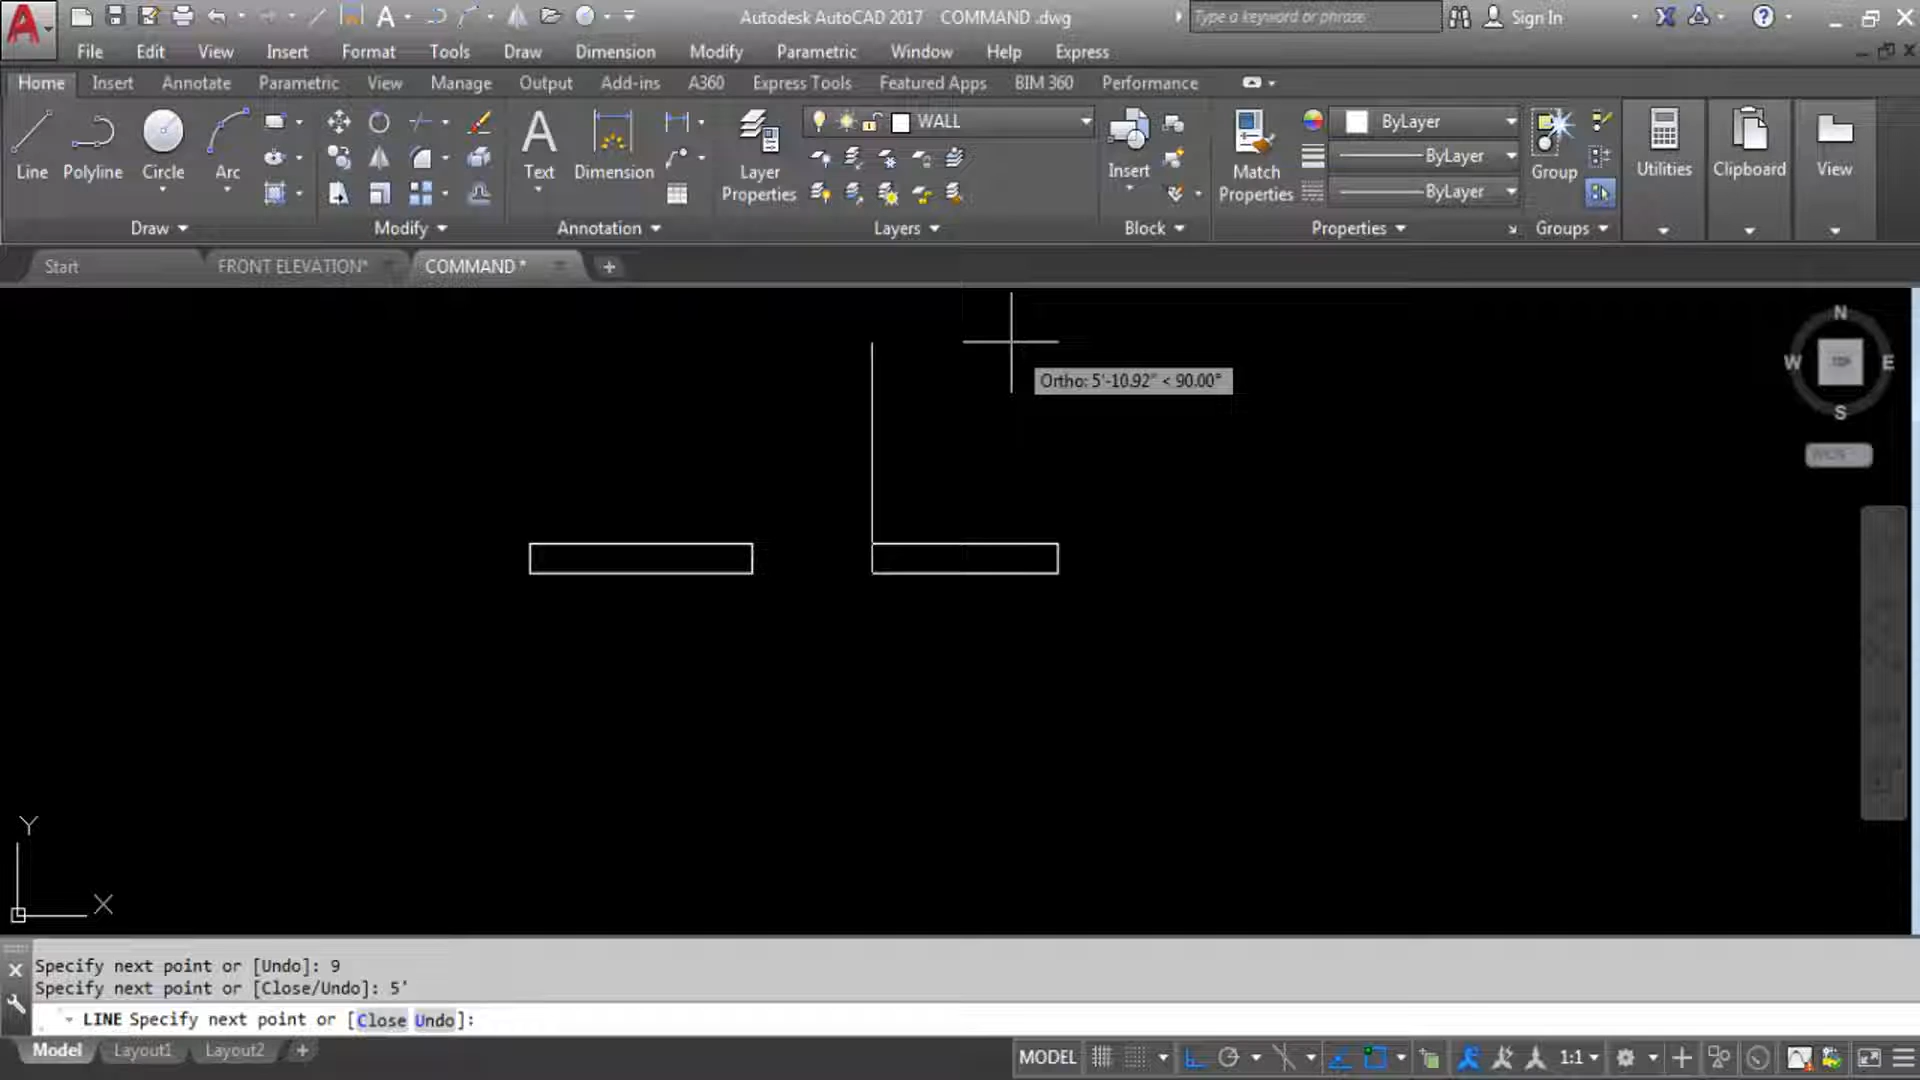 Autodesk AutoCAD 2017 COMMAND .dwg
Type a keyword or phrase
Sign In
File Edit View Insert Format Tools Draw Dimension Modify Parametric Window Help Express
Home Insert Annotate Parametric View Manage Output Add-ins A360 Express Tools Featured Apps BIM 360 Performance
WALL
ByLayer
ByLayer
ByLayer
Line Polyline Circle Arc
Text Dimension
Layer Properties
Insert
Match Properties
Group
Utilities Clipboard View
Draw Modify Annotation Layers Block Properties Groups
Start FRONT ELEVATION* COMMAND*
N
W E
S
Ortho: 5'-10.92" < 90.00°
Y
X
Specify next point or [Undo]: 9
Specify next point or [Close/Undo]: 5'
LINE Specify next point or [Close Undo]:
Model Layout1 Layout2
MODEL 1:1